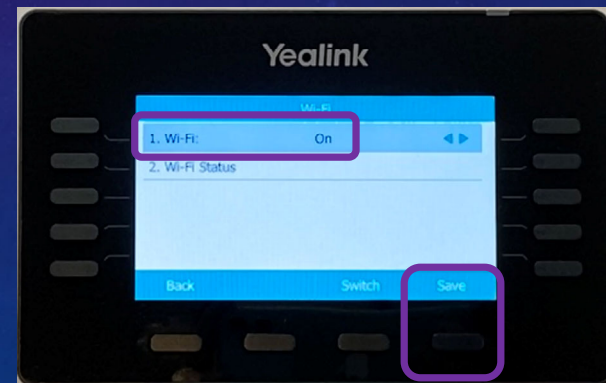 Yealink
Wi-Fi
1. Wi-Fi: On
2. Wi-Fi Status
Back Switch Save